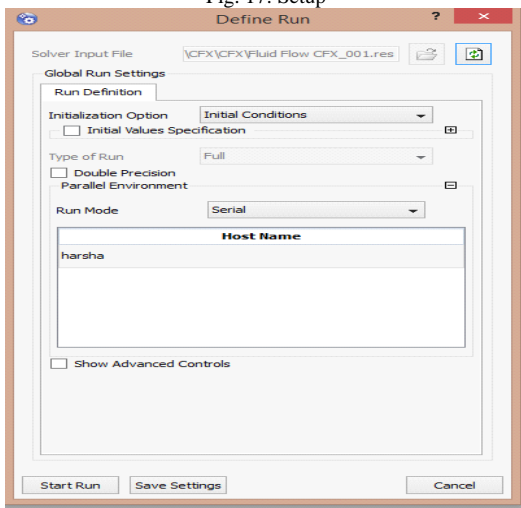 Fig. 17. Setup
Define Run ?
Solver Input File \CFX\CFX\Fluid Flow CFX_001.res
Global Run Settings
Run Definition
Initialization Option Initial Conditions
Initial Values Specification
Type of Run Full
Double Precision
Parallel Environment
Run Mode Serial
Host Name
harsha
Show Advanced Controls
Start Run Save Settings Cancel